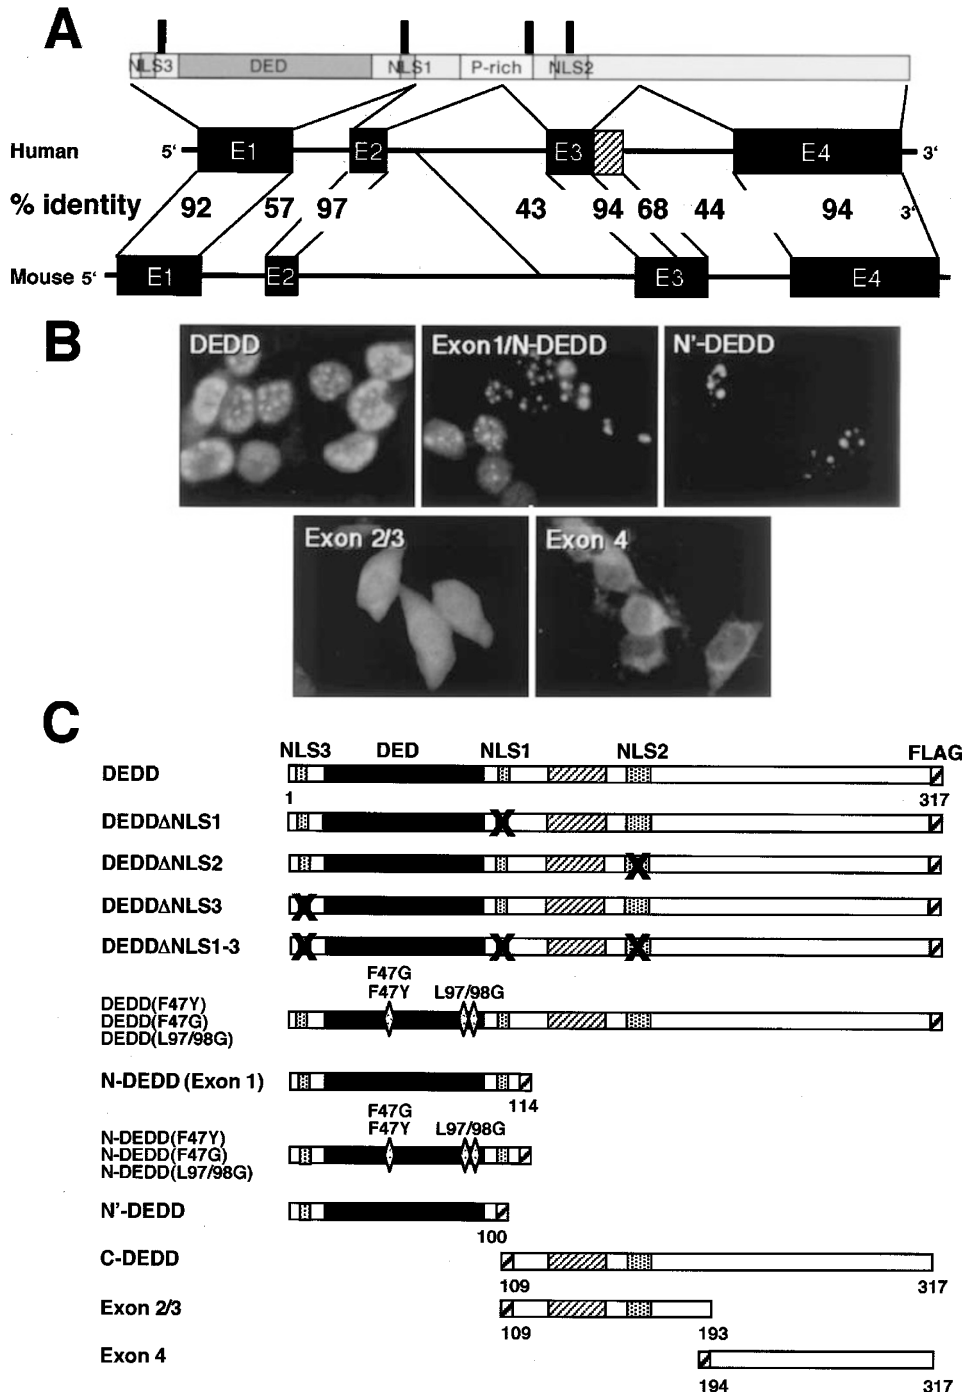 A
NLS3 DED NLS1 P-rich NLS2
Human 5‘ E1 E2 E3 E4 3‘
% identity 92 57 97 43 94 68 44 94 3‘
Mouse 5‘ E1 E2 E3 E4
B
DEDD Exon1/N-DEDD N’-DEDD
Exon 2/3 Exon 4
C
NLS3 DED NLS1 NLS2 FLAG
DEDD
1 317
DEDDΔNLS1
DEDDΔNLS2
DEDDΔNLS3
DEDDΔNLS1-3
F47G
F47Y L97/98G
DEDD(F47Y)
DEDD(F47G)
DEDD(L97/98G)
N-DEDD (Exon 1)
114
F47G
F47Y L97/98G
N-DEDD(F47Y)
N-DEDD(F47G)
N-DEDD(L97/98G)
N’-DEDD
100
C-DEDD
109 317
Exon 2/3
109 193
Exon 4
194 317